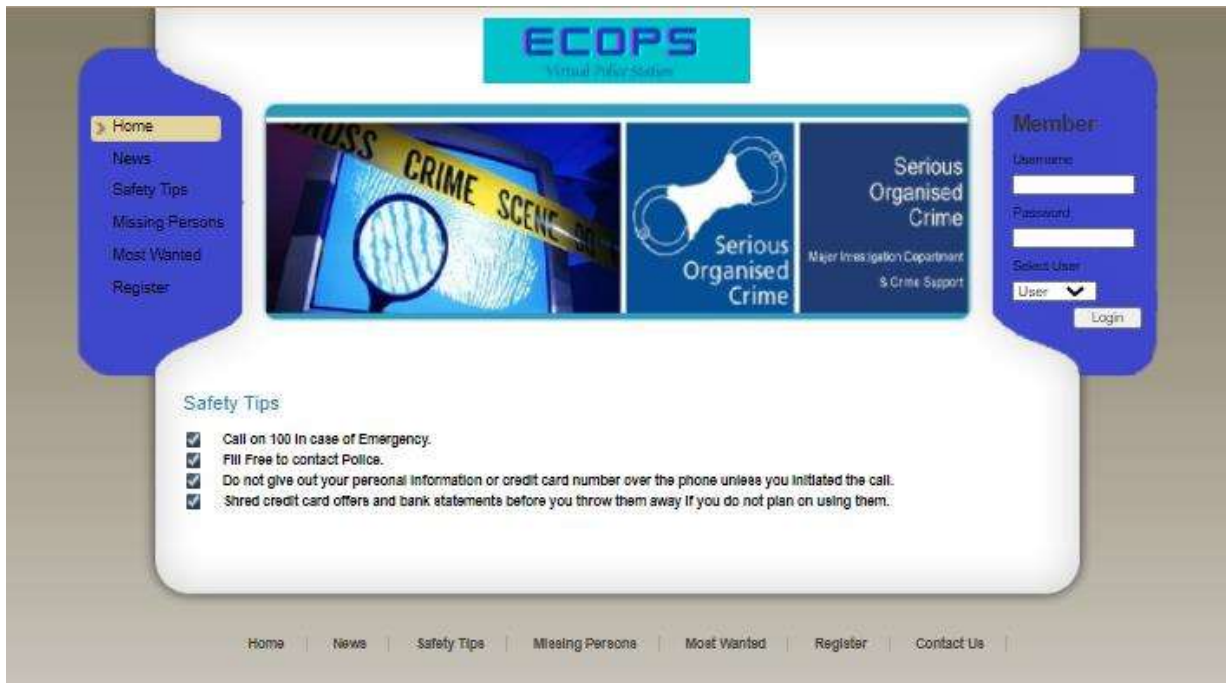 ECOPS
Virtual Police Station
Home
News
Safety Tips
Missing Persons
Most Wanted
Register
CROSS CRIME SCENE DO
Serious
Organised
Crime
Serious
Organised
Crime
Major Investigation Department
& Crime Support
Member
Username
Password
Select User
User
Login
Safety Tips
Call on 100 in case of Emergency.
Fill Free to contact Police.
Do not give out your personal information or credit card number over the phone unless you initiated the call.
Shred credit card offers and bank statements before you throw them away if you do not plan on using them.
Home | News | Safety Tips | Missing Persons | Most Wanted | Register | Contact Us |